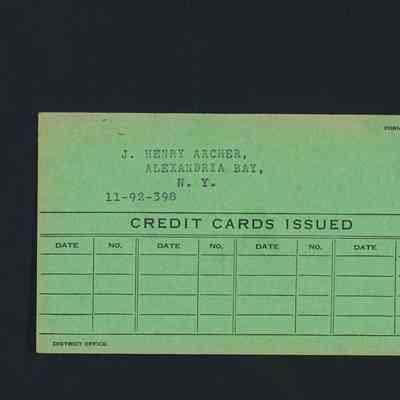 J. HENRY ARCHER,
ALEXANDRIA BAY,
N. Y.
11-92-398
CREDIT CARDS ISSUED
DATE NO. DATE NO. DATE NO. DATE
DISTRICT OFFICE